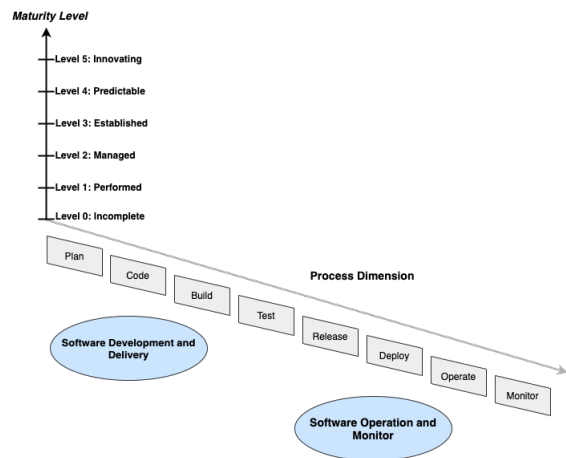 Maturity Level
Level 5: Innovating
Level 4: Predictable
Level 3: Established
Level 2: Managed
Level 1: Performed
Level 0: Incomplete
Process Dimension
Plan
Code
Build
Test
Release
Deploy
Operate
Monitor
Software Development and
Delivery
Software Operation and
Monitor